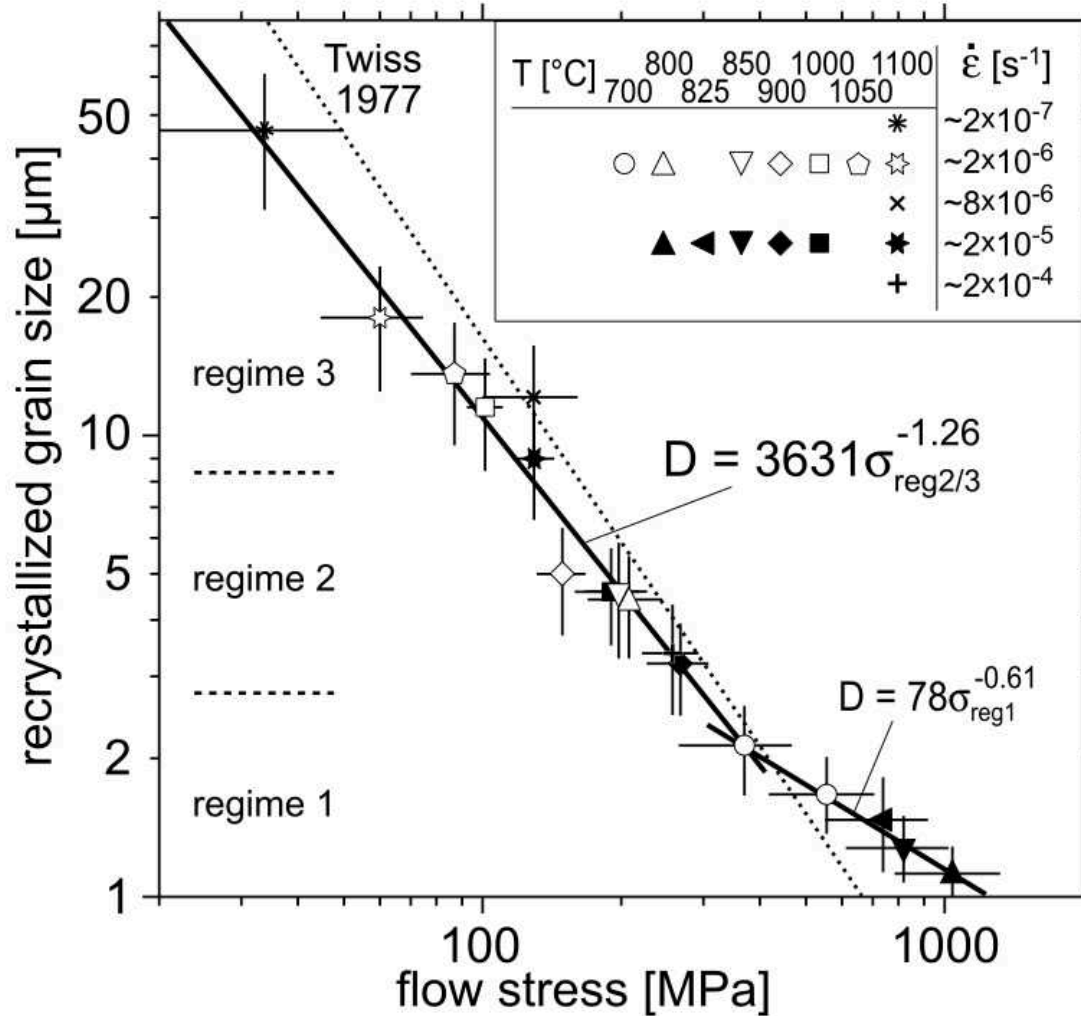 Twiss
1977
T [°C]
800 850 1000 1100
700 825 900 1050
ε̇ [s⁻¹]
~2×10⁻⁷
~2×10⁻⁶
~8×10⁻⁶
~2×10⁻⁵
~2×10⁻⁴
recrystallized grain size [µm]
50
20
10
5
2
1
regime 3
regime 2
regime 1
D = 3631σ_reg2/3^-1.26
D = 78σ_reg1^-0.61
100
1000
flow stress [MPa]